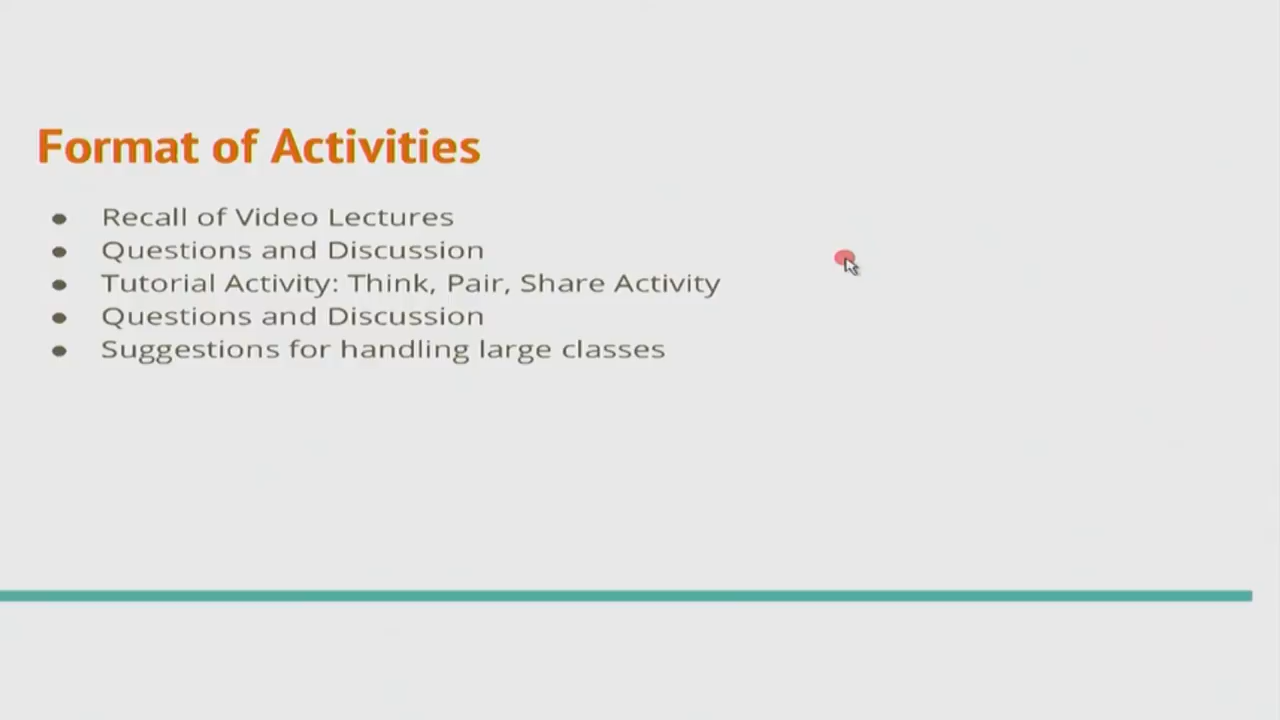 Format of Activities
● Recall of Video Lectures
● Questions and Discussion
● Tutorial Activity: Think, Pair, Share Activity
● Questions and Discussion
● Suggestions for handling large classes